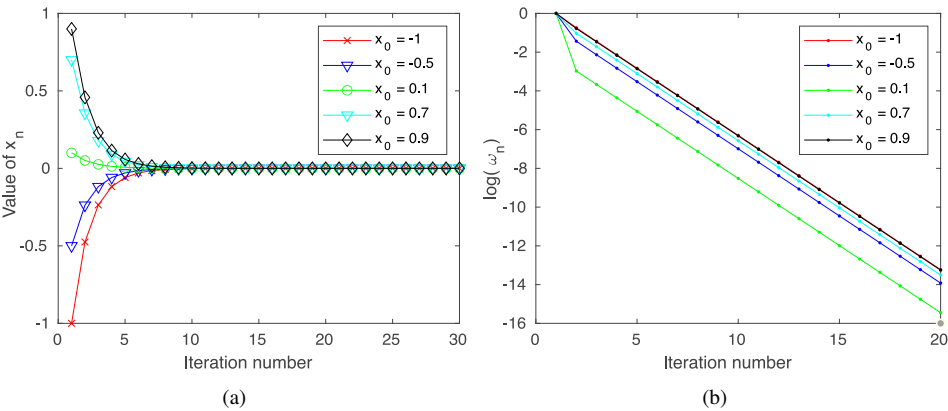 1
0.5
0
-0.5
-1
Value of x_n
0 5 10 15 20 25 30
Iteration number
x_0 = -1
x_0 = -0.5
x_0 = 0.1
x_0 = 0.7
x_0 = 0.9
(a)
0
-2
-4
-6
-8
-10
-12
-14
-16
log( ω_n)
0 5 10 15 20
Iteration number
x_0 = -1
x_0 = -0.5
x_0 = 0.1
x_0 = 0.7
x_0 = 0.9
(b)